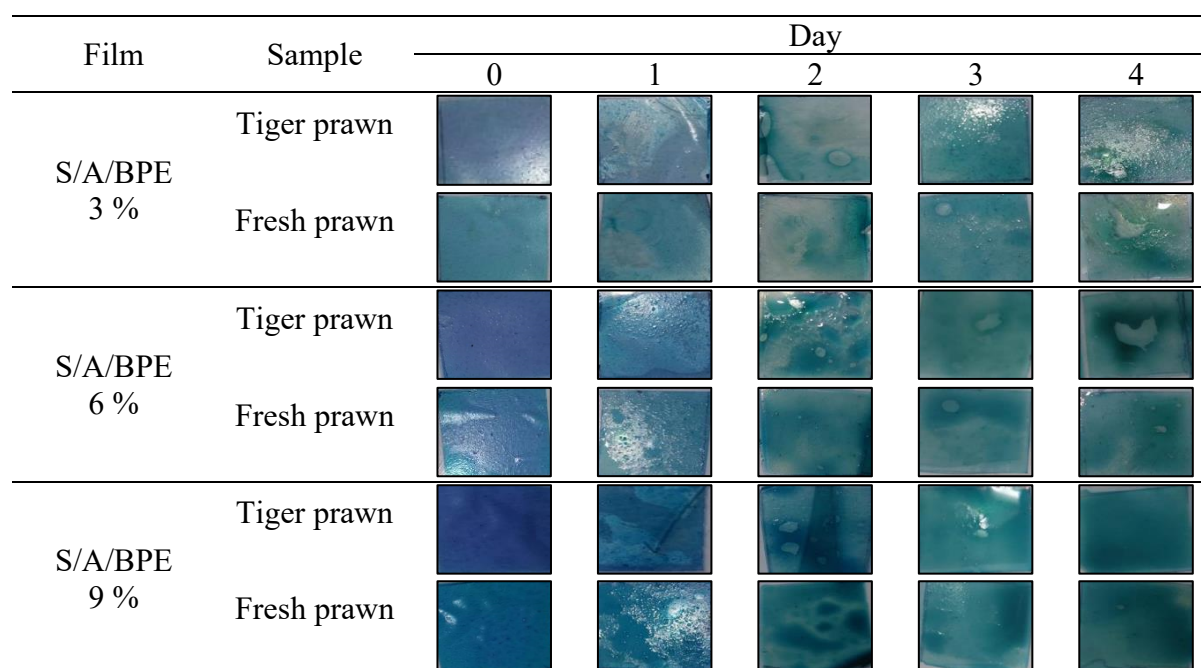 Film Sample Day
0 1 2 3 4
S/A/BPE
3 %
Tiger prawn
Fresh prawn
S/A/BPE
6 %
Tiger prawn
Fresh prawn
S/A/BPE
9 %
Tiger prawn
Fresh prawn